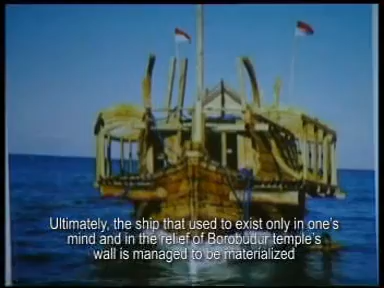 Ultimately, the ship that used to exist only in one's
mind and in the relief of Borobudur temple's
wall is managed to be materialized